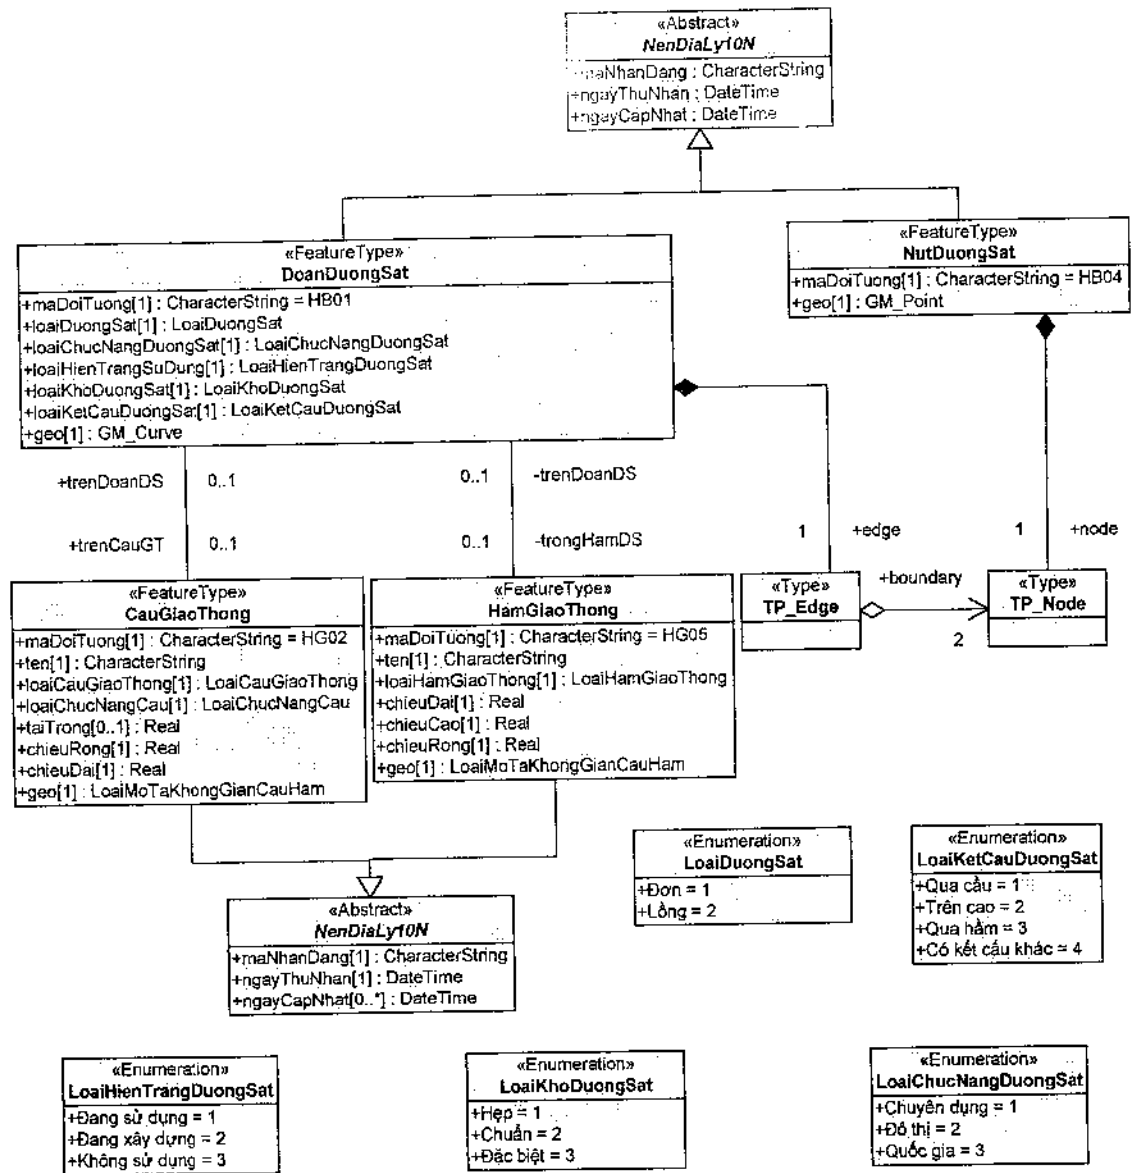 «Abstract»
NenDiaLy10N
+maNhanDang : CharacterString
+ngayThuNhan : DateTime
+ngayCapNhat : DateTime
«FeatureType»
DoanDuongSat
+maDoiTuong[1] : CharacterString = HB01
+loaiDuongSat[1] : LoaiDuongSat
+loaiChucNangDuongSat[1] : LoaiChucNangDuongSat
+loaiHienTrangSuDung[1] : LoaiHienTrangDuongSat
+loaiKhoDuongSat[1] : LoaiKhoDuongSat
+loaiKetCauDuongSat[1] : LoaiKetCauDuongSat
+geo[1] : GM_Curve
«FeatureType»
NutDuongSat
+maDoiTuong[1] : CharacterString = HB04
+geo[1] : GM_Point
+trenDoanDS
0..1
0..1
-trenDoanDS
+trenCauGT
0..1
0..1
-trongHamDS
1
+edge
1
+node
«FeatureType»
CauGiaoThong
+maDoiTuong[1] : CharacterString = HG02
+ten[1] : CharacterString
+loaiCauGiaoThong[1] : LoaiCauGiaoThong
+loaiChucNangCau[1] : LoaiChucNangCau
+taiTrong[0..1] : Real
+chieuRong[1] : Real
+chieuDai[1] : Real
+geo[1] : LoaiMoTaKhongGianCauHam
«FeatureType»
HamGiaoThong
+maDoiTuong[1] : CharacterString = HG05
+ten[1] : CharacterString
+loaiHamGiaoThong[1] : LoaiHamGiaoThong
+chieuDai[1] : Real
+chieuCao[1] : Real
+chieuRong[1] : Real
+geo[1] : LoaiMoTaKhongGianCauHam
«Type»
TP_Edge
+boundary
2
«Type»
TP_Node
«Abstract»
NenDiaLy10N
+maNhanDang[1] : CharacterString
+ngayThuNhan[1] : DateTime
+ngayCapNhat[0..*] : DateTime
«Enumeration»
LoaiDuongSat
+Đơn = 1
+Lồng = 2
«Enumeration»
LoaiKetCauDuongSat
+Qua cầu = 1
+Trên cao = 2
+Qua hầm = 3
+Có kết cấu khác = 4
«Enumeration»
LoaiHienTrangDuongSat
+Đang sử dụng = 1
+Đang xây dựng = 2
+Không sử dụng = 3
«Enumeration»
LoaiKhoDuongSat
+Hẹp = 1
+Chuẩn = 2
+Đặc biệt = 3
«Enumeration»
LoaiChucNangDuongSat
+Chuyên dụng = 1
+Đô thị = 2
+Quốc gia = 3